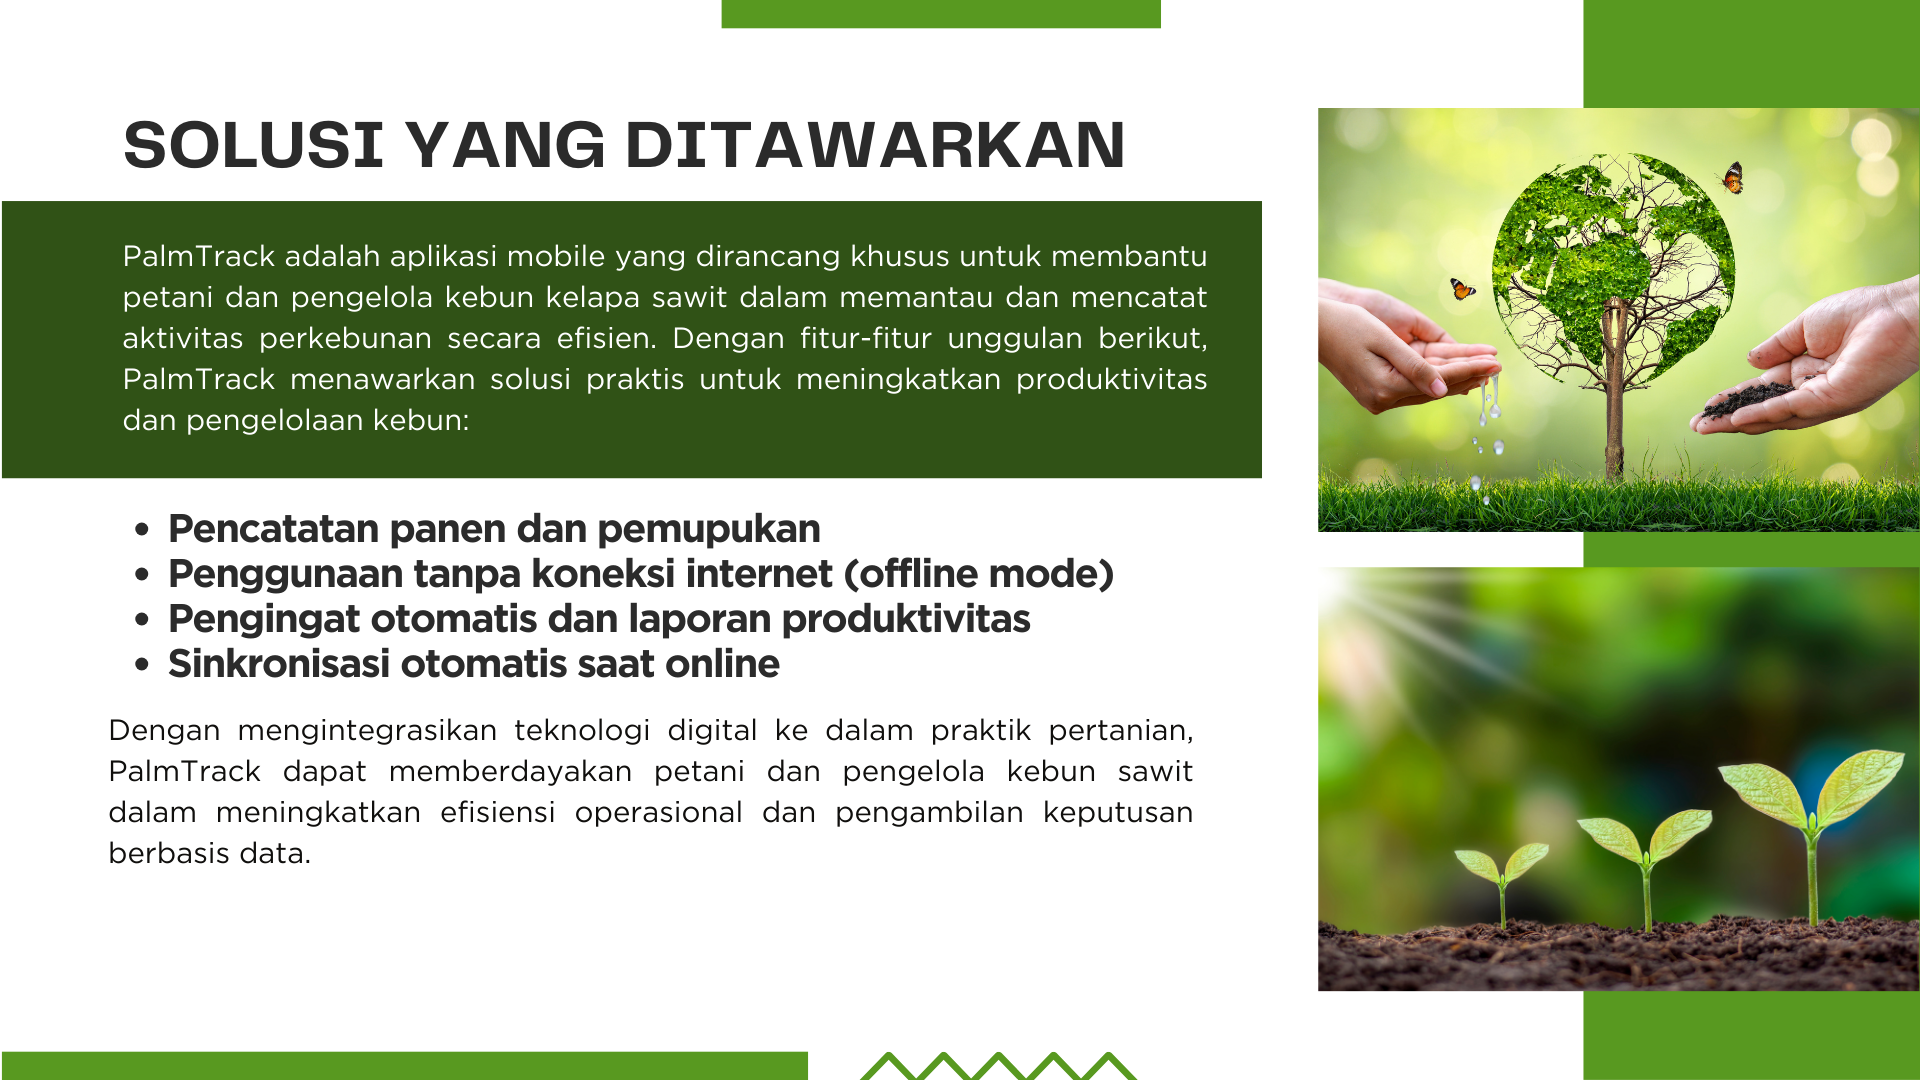 SOLUSI YANG DITAWARKAN
PalmTrack adalah aplikasi mobile yang dirancang khusus untuk membantu
petani dan pengelola kebun kelapa sawit dalam memantau dan mencatat
aktivitas perkebunan secara efisien. Dengan fitur-fitur unggulan berikut,
PalmTrack menawarkan solusi praktis untuk meningkatkan produktivitas
dan pengelolaan kebun:
• Pencatatan panen dan pemupukan
• Penggunaan tanpa koneksi internet (offline mode)
• Pengingat otomatis dan laporan produktivitas
• Sinkronisasi otomatis saat online
Dengan mengintegrasikan teknologi digital ke dalam praktik pertanian,
PalmTrack dapat memberdayakan petani dan pengelola kebun sawit
dalam meningkatkan efisiensi operasional dan pengambilan keputusan
berbasis data.